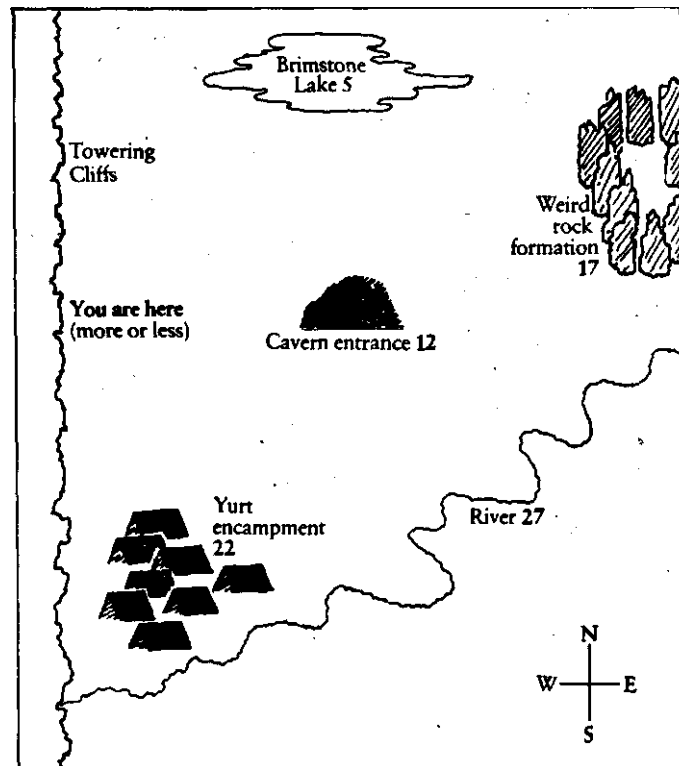 Brimstone
Lake 5
Towering
Cliffs
Weird
rock
formation
17
You are here
(more or less)
Cavern entrance 12
Yurt
encampment
22
River 27
N
W E
S